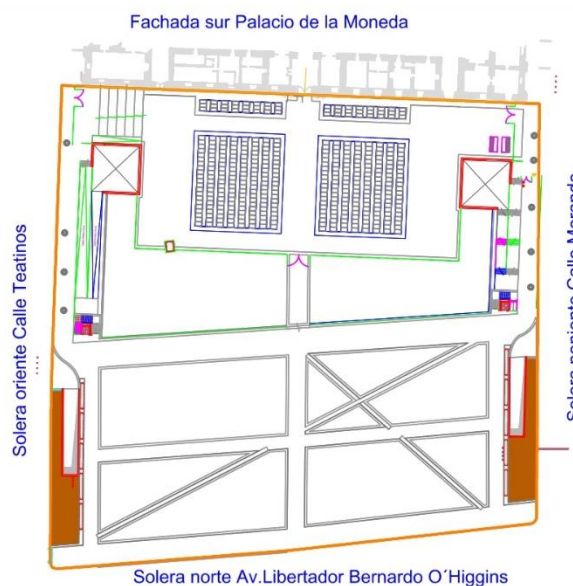 Fachada sur Palacio de la Moneda
Solera oriente Calle Teatinos
Solera poniente Calle Morande
Solera norte Av.Libertador Bernardo O´Higgins